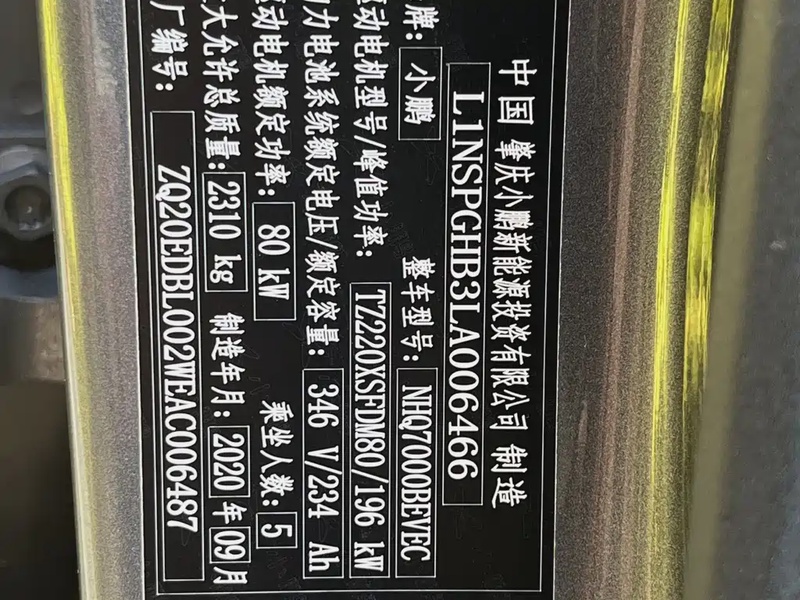 中国 肇庆小鹏新能源投资有限公司 制造
L1NSPGHB3LA006466
牌: 小鹏 整车型号: NHQ7000BEVEC
驱动电机型号/峰值功率: TZ220XSFDM80/196 kW
动力电池系统额定电压/额定容量: 346 V/234 Ah
驱动电机额定功率: 80 kW 乘坐人数: 5
大允许总质量: 2310 kg 制造年月: 2020 年 09 月
厂编号: ZQ20EDBL002WEAC006487